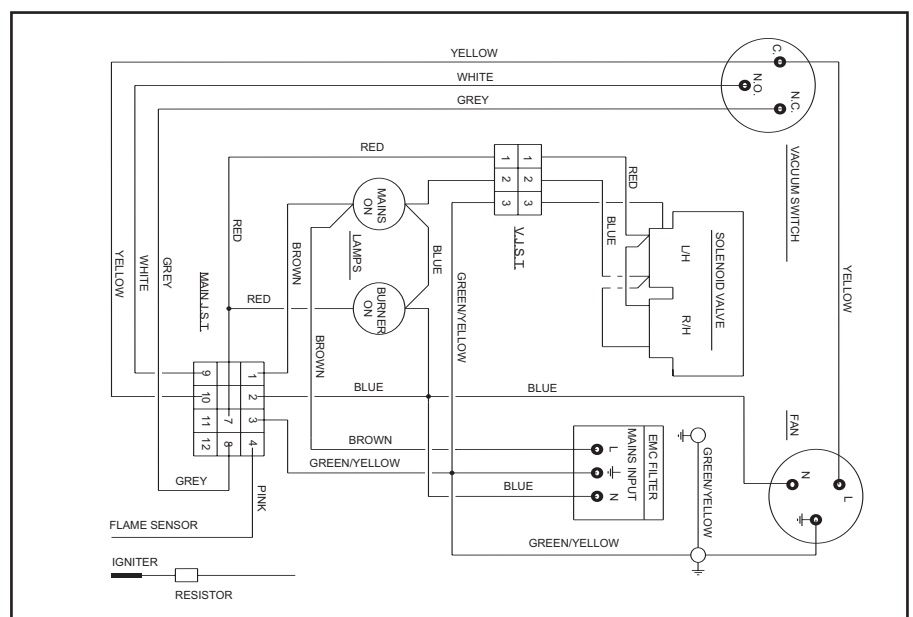 YELLOW
WHITE
GREY
C.
N.O.
N.C.
VACUUM SWITCH
RED
1 1
2 2
3 3
V.J.S.T.
RED
BLUE
L/H
R/H
SOLENOID VALVE
MAINS ON
LAMPS
BURNER ON
BLUE
GREEN/YELLOW
YELLOW
WHITE
GREY
RED
BROWN
RED
BROWN
MAIN J.S.T.
9 1
10 2
11 7 3
12 8 4
BLUE
BLUE
BROWN
GREEN/YELLOW
BLUE
L
N
MAINS INPUT
EMC FILTER
GREEN/YELLOW
YELLOW
FAN
N
L
GREY
PINK
FLAME SENSOR
GREEN/YELLOW
IGNITER
RESISTOR